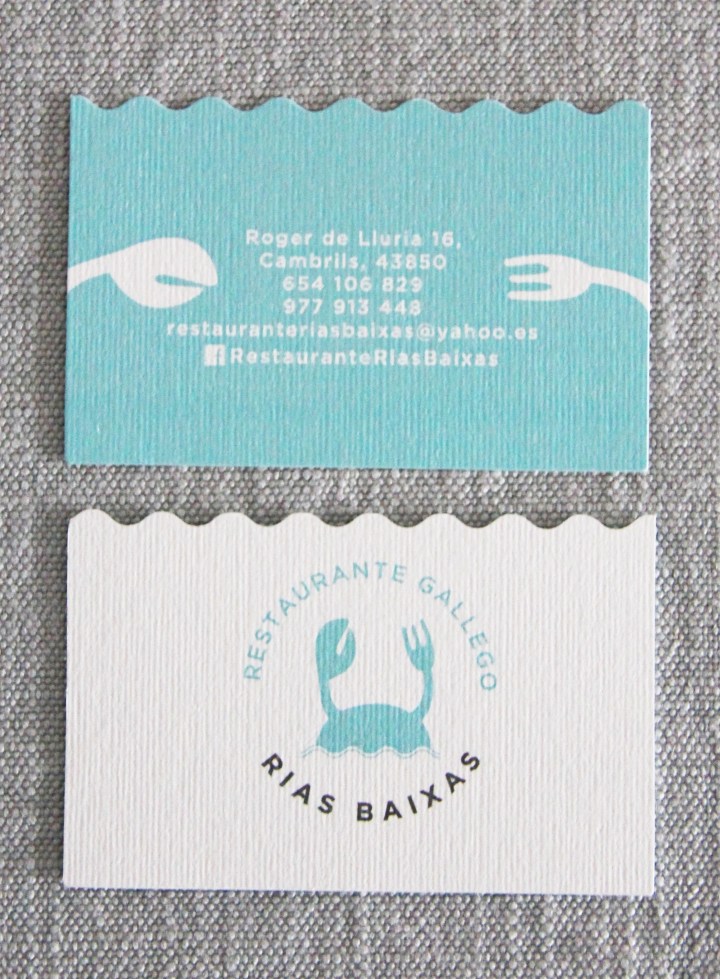 Roger de Lluria 16,
Cambrils, 43850
654 106 829
977 913 448
restauranteriasbaixas@yahoo.es
f RestauranteRiasBaixas
RESTAURANTE GALLEGO
RIAS BAIXAS